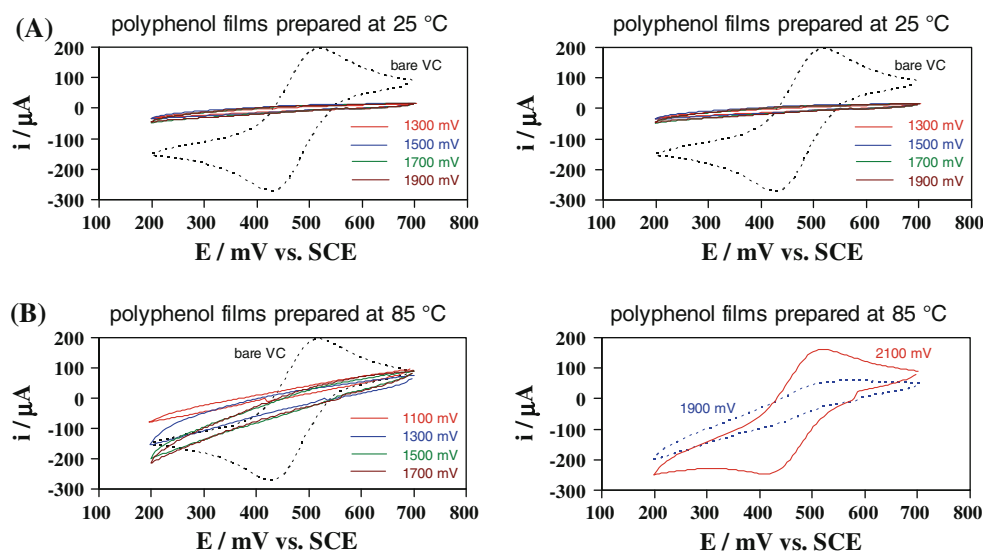 (A)
polyphenol films prepared at 25 °C
200
100
0
-100
-200
-300
i / µA
bare VC
1300 mV
1500 mV
1700 mV
1900 mV
100 200 300 400 500 600 700
E / mV vs. SCE
polyphenol films prepared at 25 °C
200
100
0
-100
-200
-300
i / µA
bare VC
1300 mV
1500 mV
1700 mV
1900 mV
100 200 300 400 500 600 700
E / mV vs. SCE
(B)
polyphenol films prepared at 85 °C
200
100
0
-100
-200
-300
i / µA
bare VC
1100 mV
1300 mV
1500 mV
1700 mV
100 200 300 400 500 600 700
E / mV vs. SCE
polyphenol films prepared at 85 °C
200
100
0
-100
-200
-300
i / µA
2100 mV
1900 mV
100 200 300 400 500 600 700
E / mV vs. SCE